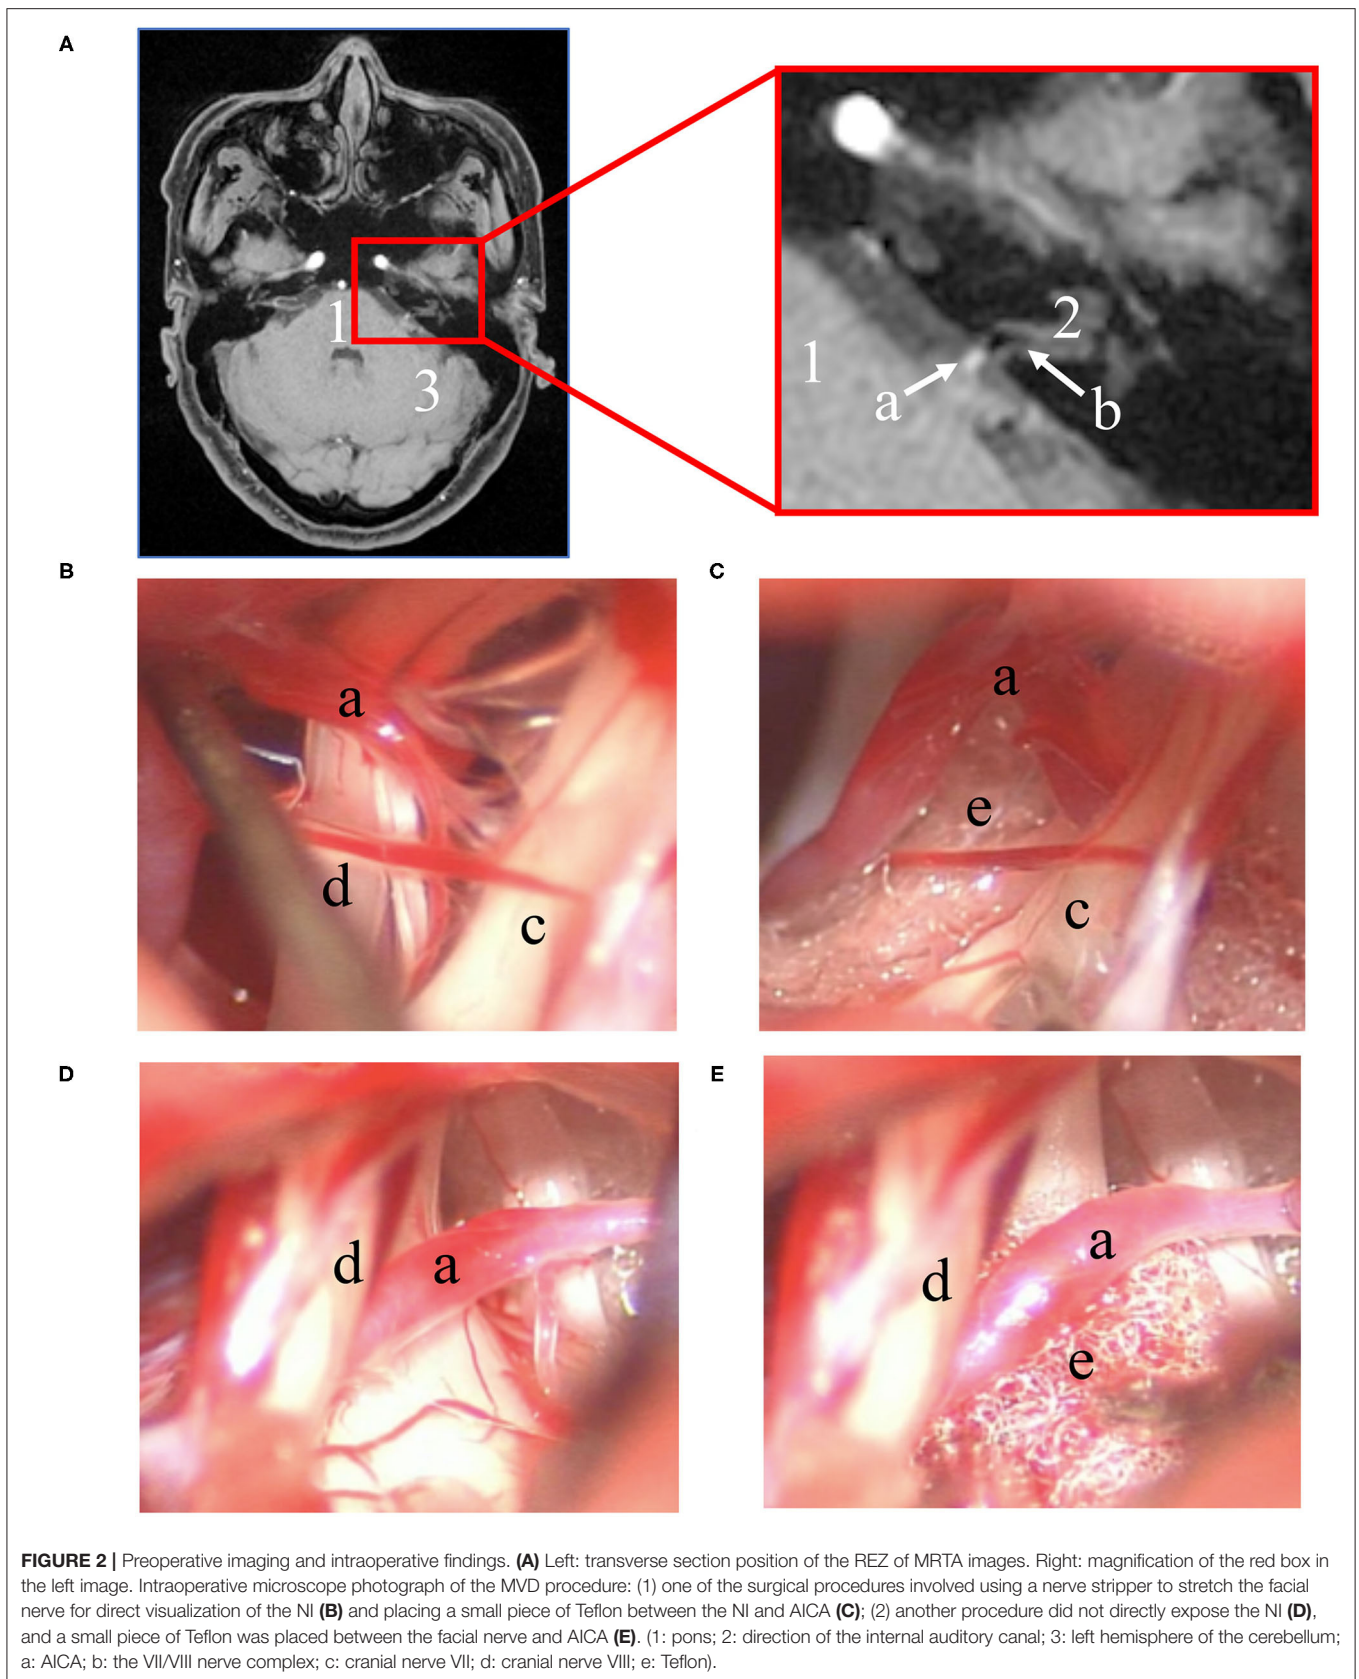 A
1
3
1
2
a
b
B
a
d
c
C
a
e
c
D
d
a
E
a
d
e
FIGURE 2 | Preoperative imaging and intraoperative findings. (A) Left: transverse section position of the REZ of MRTA images. Right: magnification of the red box in
the left image. Intraoperative microscope photograph of the MVD procedure: (1) one of the surgical procedures involved using a nerve stripper to stretch the facial
nerve for direct visualization of the NI (B) and placing a small piece of Teflon between the NI and AICA (C); (2) another procedure did not directly expose the NI (D),
and a small piece of Teflon was placed between the facial nerve and AICA (E). (1: pons; 2: direction of the internal auditory canal; 3: left hemisphere of the cerebellum;
a: AICA; b: the VII/VIII nerve complex; c: cranial nerve VII; d: cranial nerve VIII; e: Teflon).